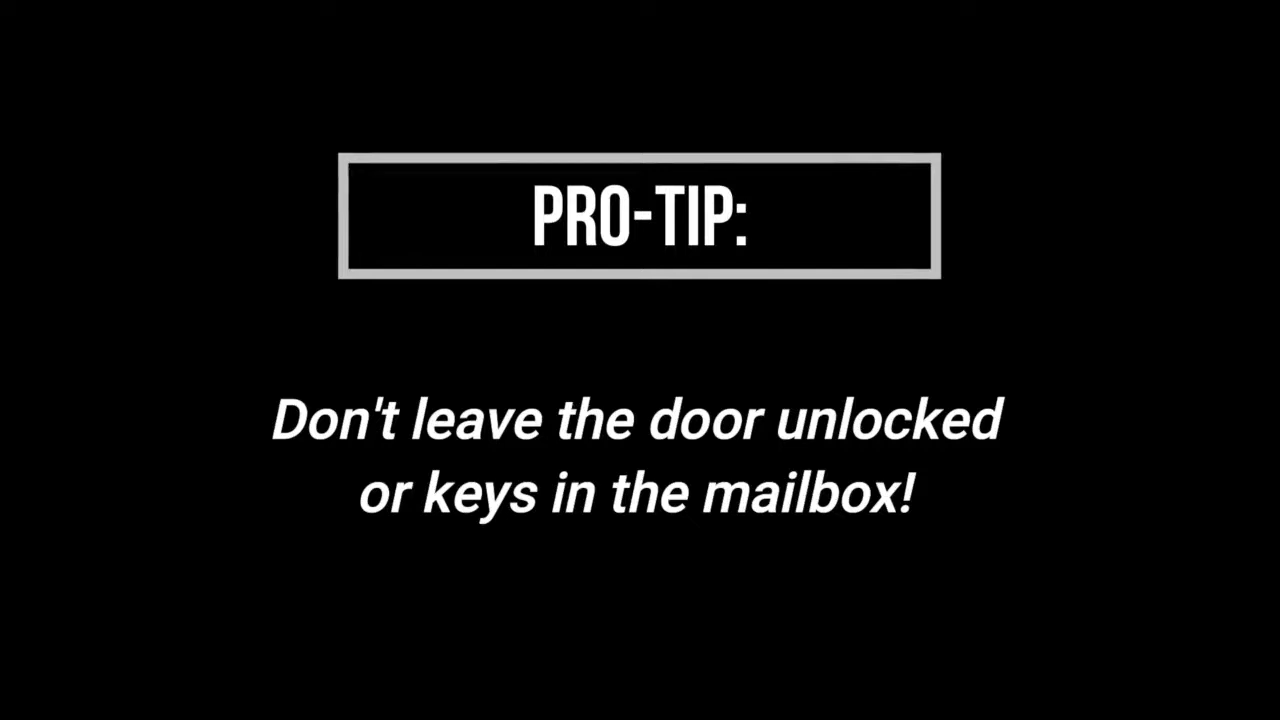 PRO-TIP:
Don't leave the door unlocked
or keys in the mailbox!